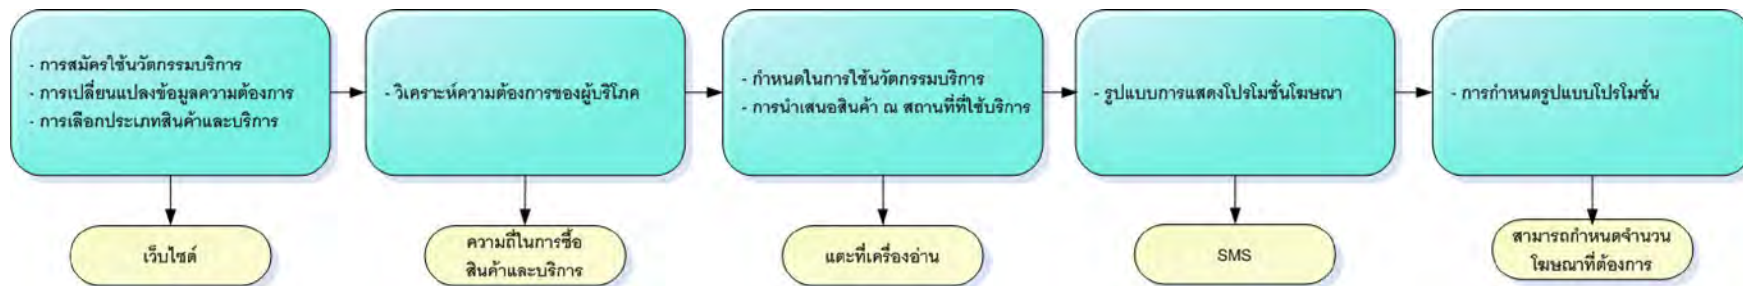 - การสมัครใช้นวัตกรรมบริการ
- การเปลี่ยนแปลงข้อมูลความต้องการ
- การเลือกประเภทสินค้าและบริการ
- วิเคราะห์ความต้องการของผู้บริโภค
- กำหนดในการใช้นวัตกรรมบริการ
- การนำเสนอสินค้า ณ สถานที่ที่ใช้บริการ
- รูปแบบการแสดงโปรโมชั่นโฆษณา
- การกำหนดรูปแบบโปรโมชั่น
เว็บไซต์
ความถี่ในการซื้อ
สินค้าและบริการ
แตะที่เครื่องอ่าน
SMS
สามารถกำหนดจำนวน
โฆษณาที่ต้องการ